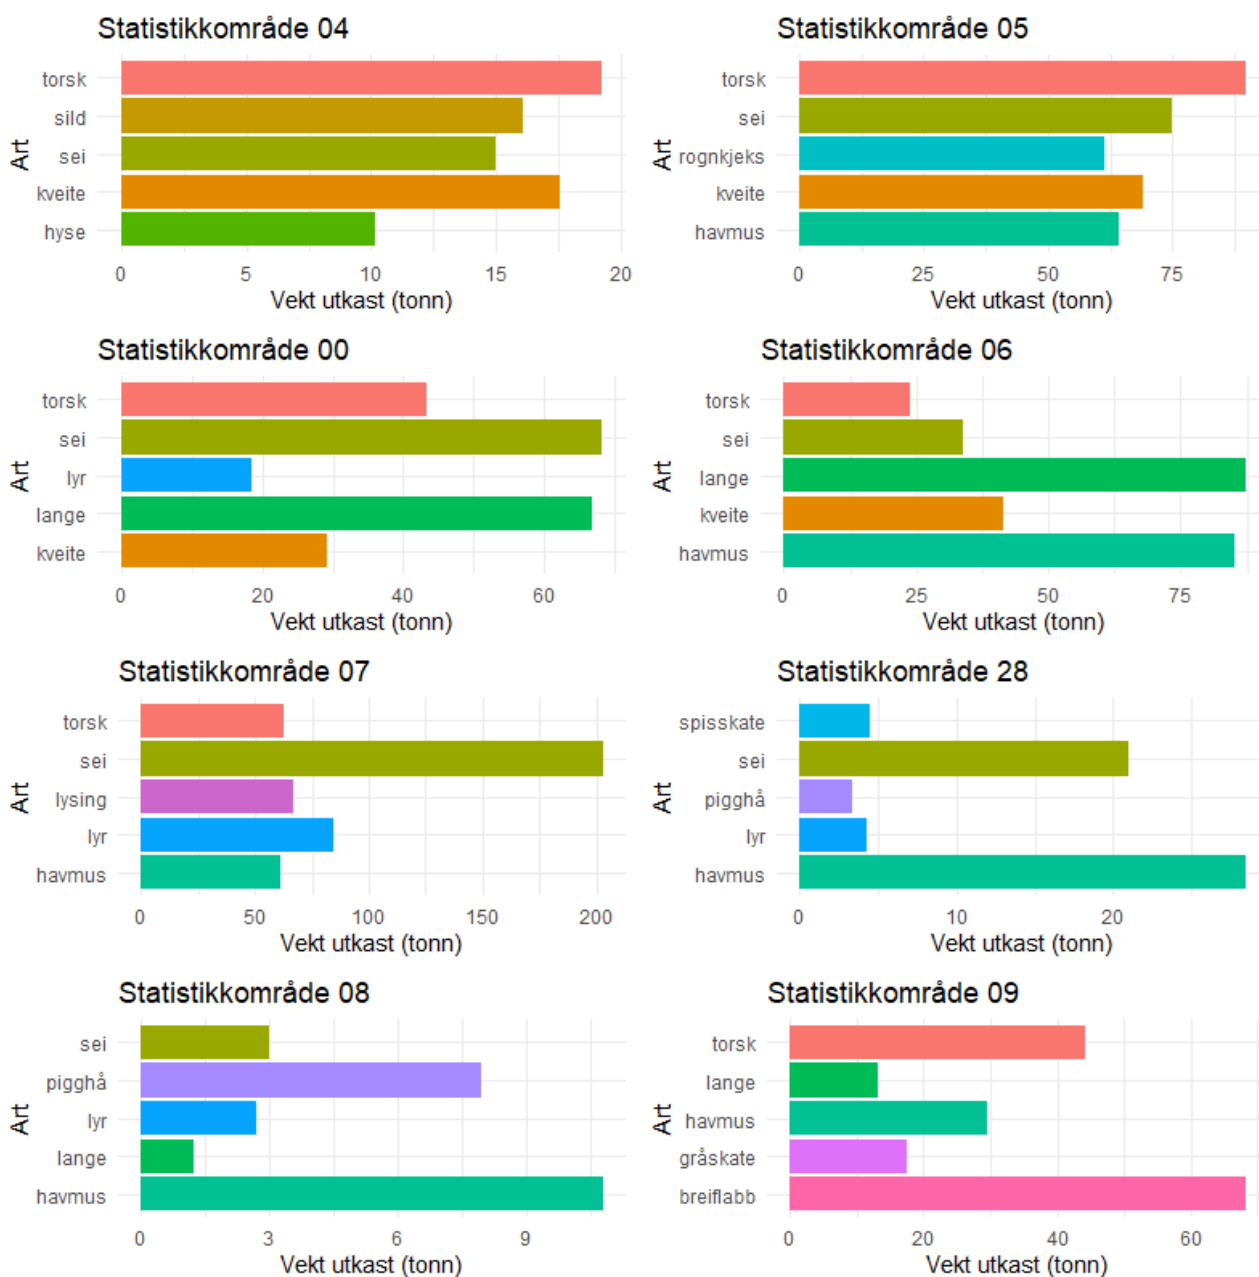 Statistikkområde 04
Art
torsk
sild
sei
kveite
hyse
0 5 10 15 20
Vekt utkast (tonn)
Statistikkområde 05
Art
torsk
sei
rognkjeks
kveite
havmus
0 25 50 75
Vekt utkast (tonn)
Statistikkområde 00
Art
torsk
sei
lyr
lange
kveite
0 20 40 60
Vekt utkast (tonn)
Statistikkområde 06
Art
torsk
sei
lange
kveite
havmus
0 25 50 75
Vekt utkast (tonn)
Statistikkområde 07
Art
torsk
sei
lysing
lyr
havmus
0 50 100 150 200
Vekt utkast (tonn)
Statistikkområde 28
Art
spisskate
sei
pigghå
lyr
havmus
0 10 20
Vekt utkast (tonn)
Statistikkområde 08
Art
sei
pigghå
lyr
lange
havmus
0 3 6 9
Vekt utkast (tonn)
Statistikkområde 09
Art
torsk
lange
havmus
gråskate
breiflabb
0 20 40 60
Vekt utkast (tonn)